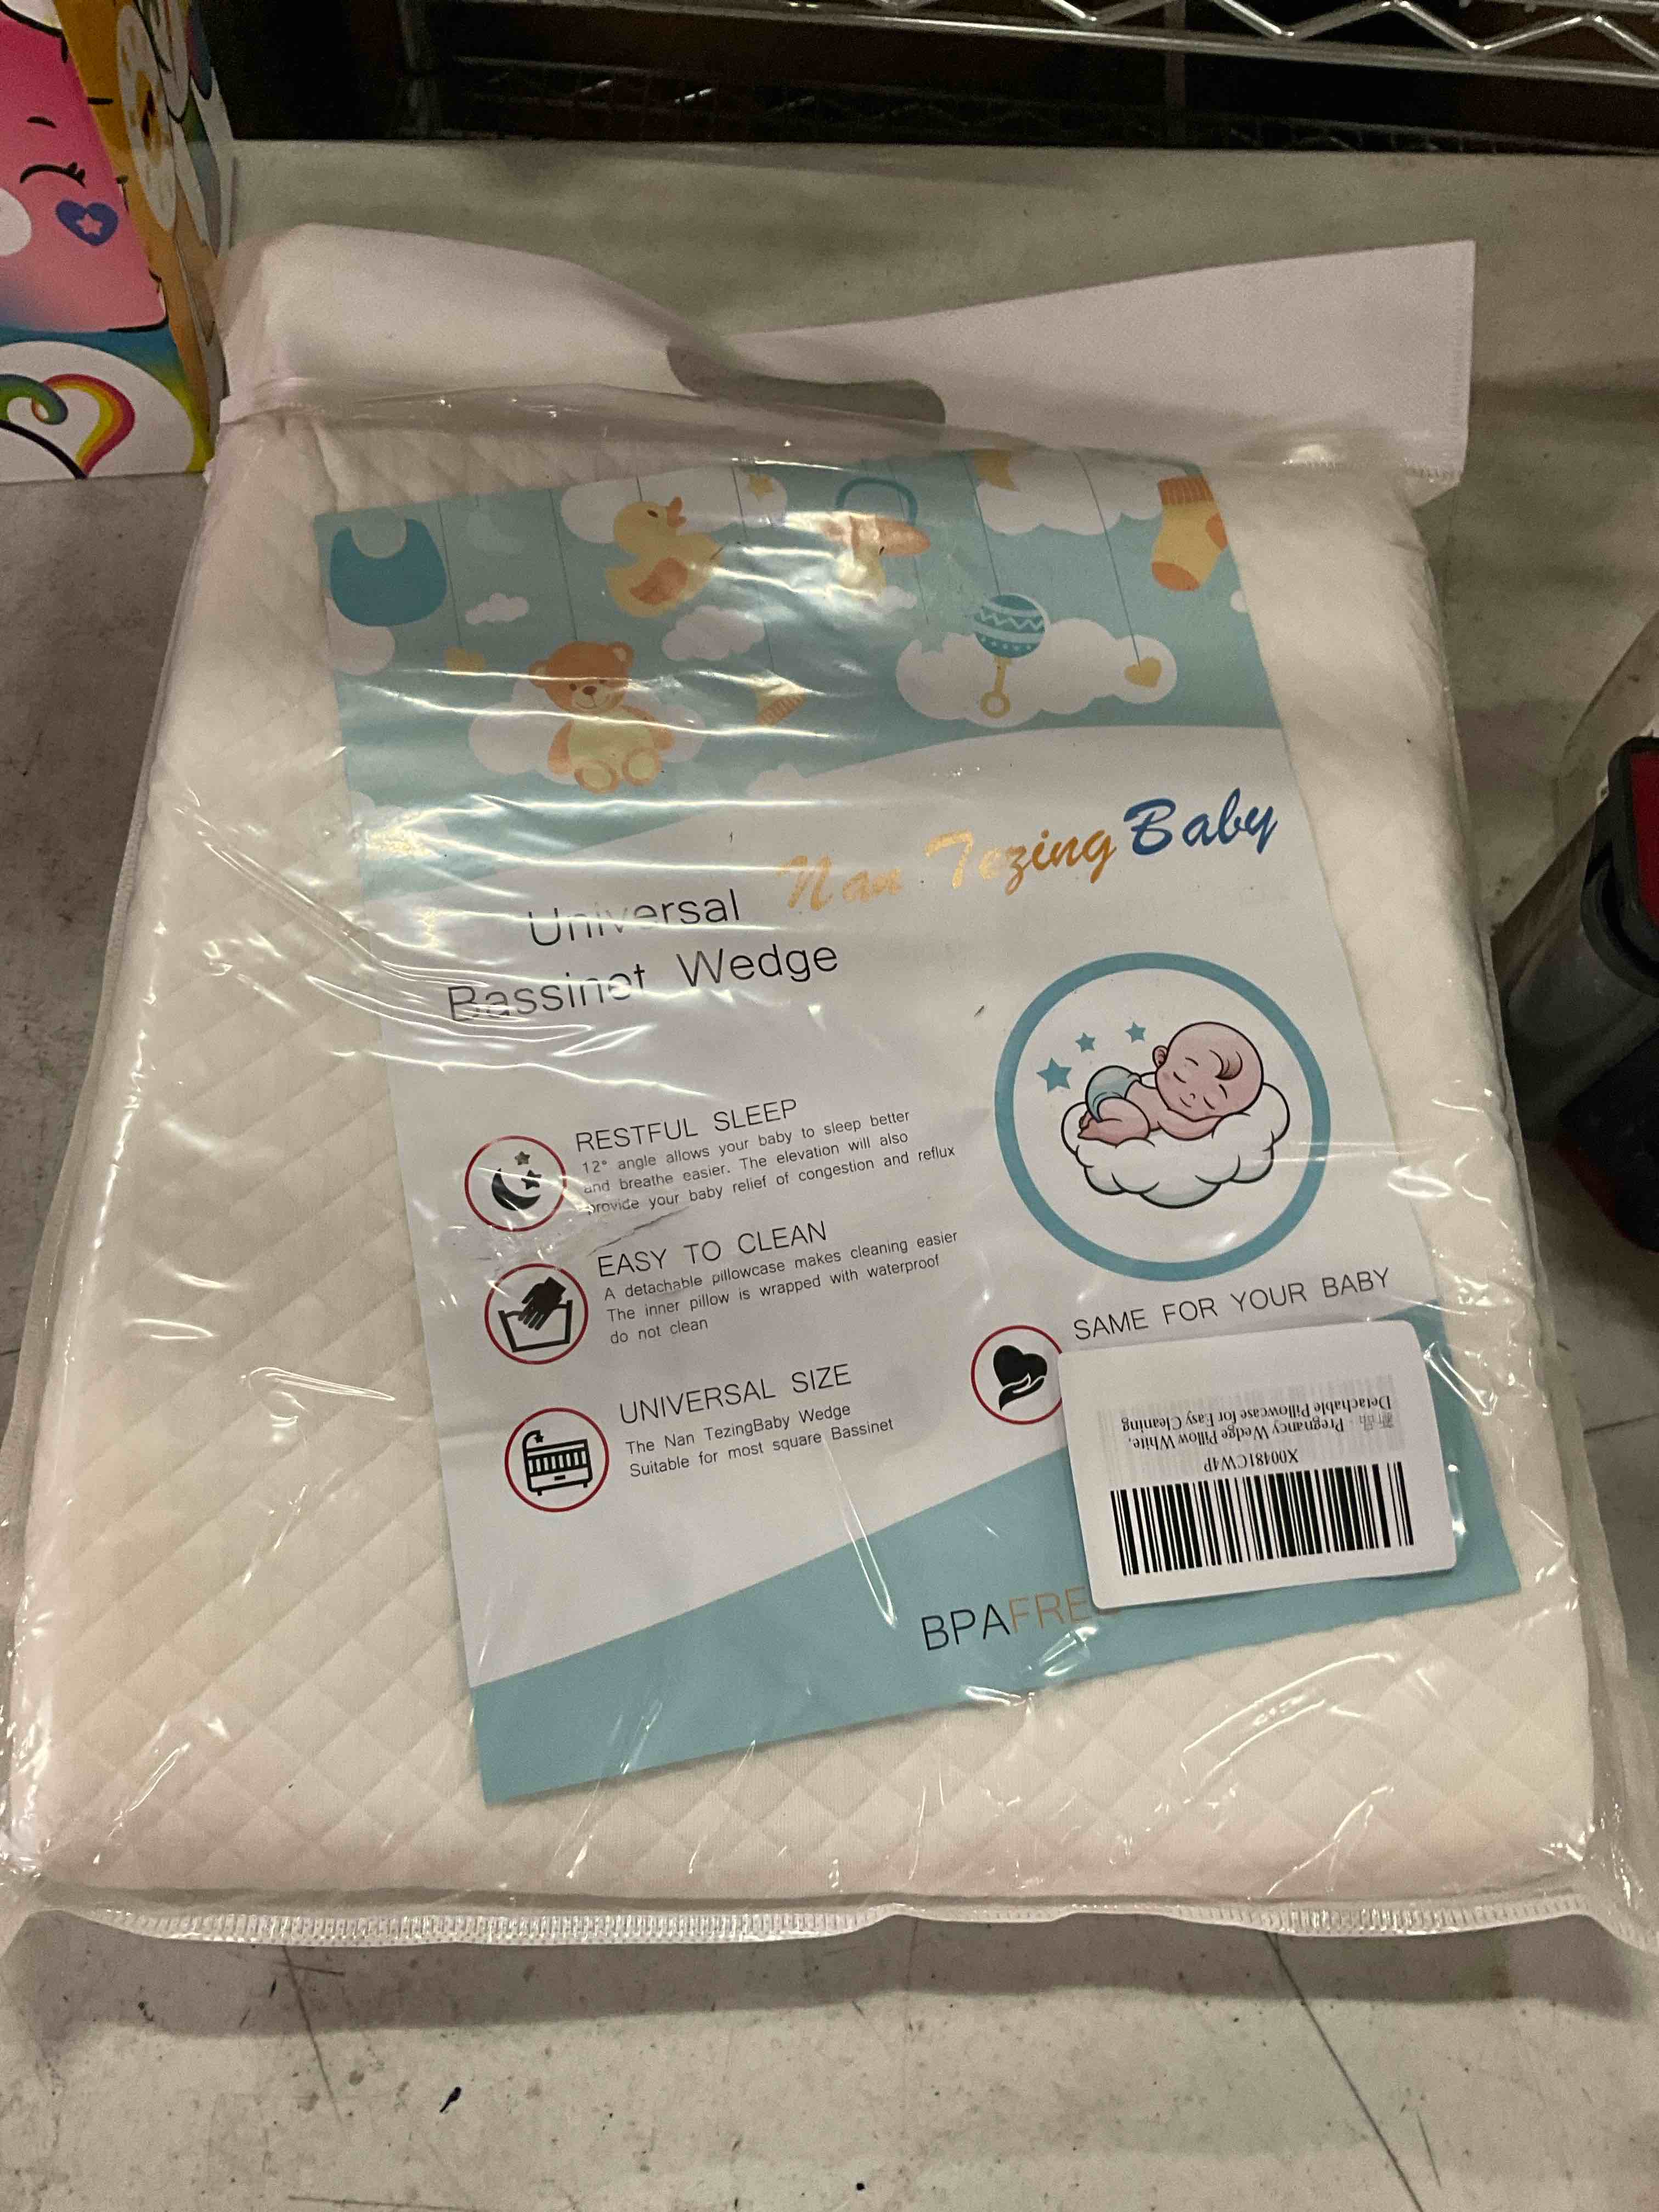 Nan Tezing Baby
Universal
Bassinet Wedge
RESTFUL SLEEP
12° angle allows your baby to sleep better
and breathe easier. The elevation will also
provide your baby relief of congestion and reflux
EASY TO CLEAN
A detachable pillowcase makes cleaning easier
The inner pillow is wrapped with waterproof
do not clean
UNIVERSAL SIZE
The Nan TezingBaby Wedge
Suitable for most square Bassinet
SAME FOR YOUR BABY
X00481CW4P
Pregnancy Wedge Pillow White,
Detachable Pillowcase for Easy Cleaning
新品
BPAFRE